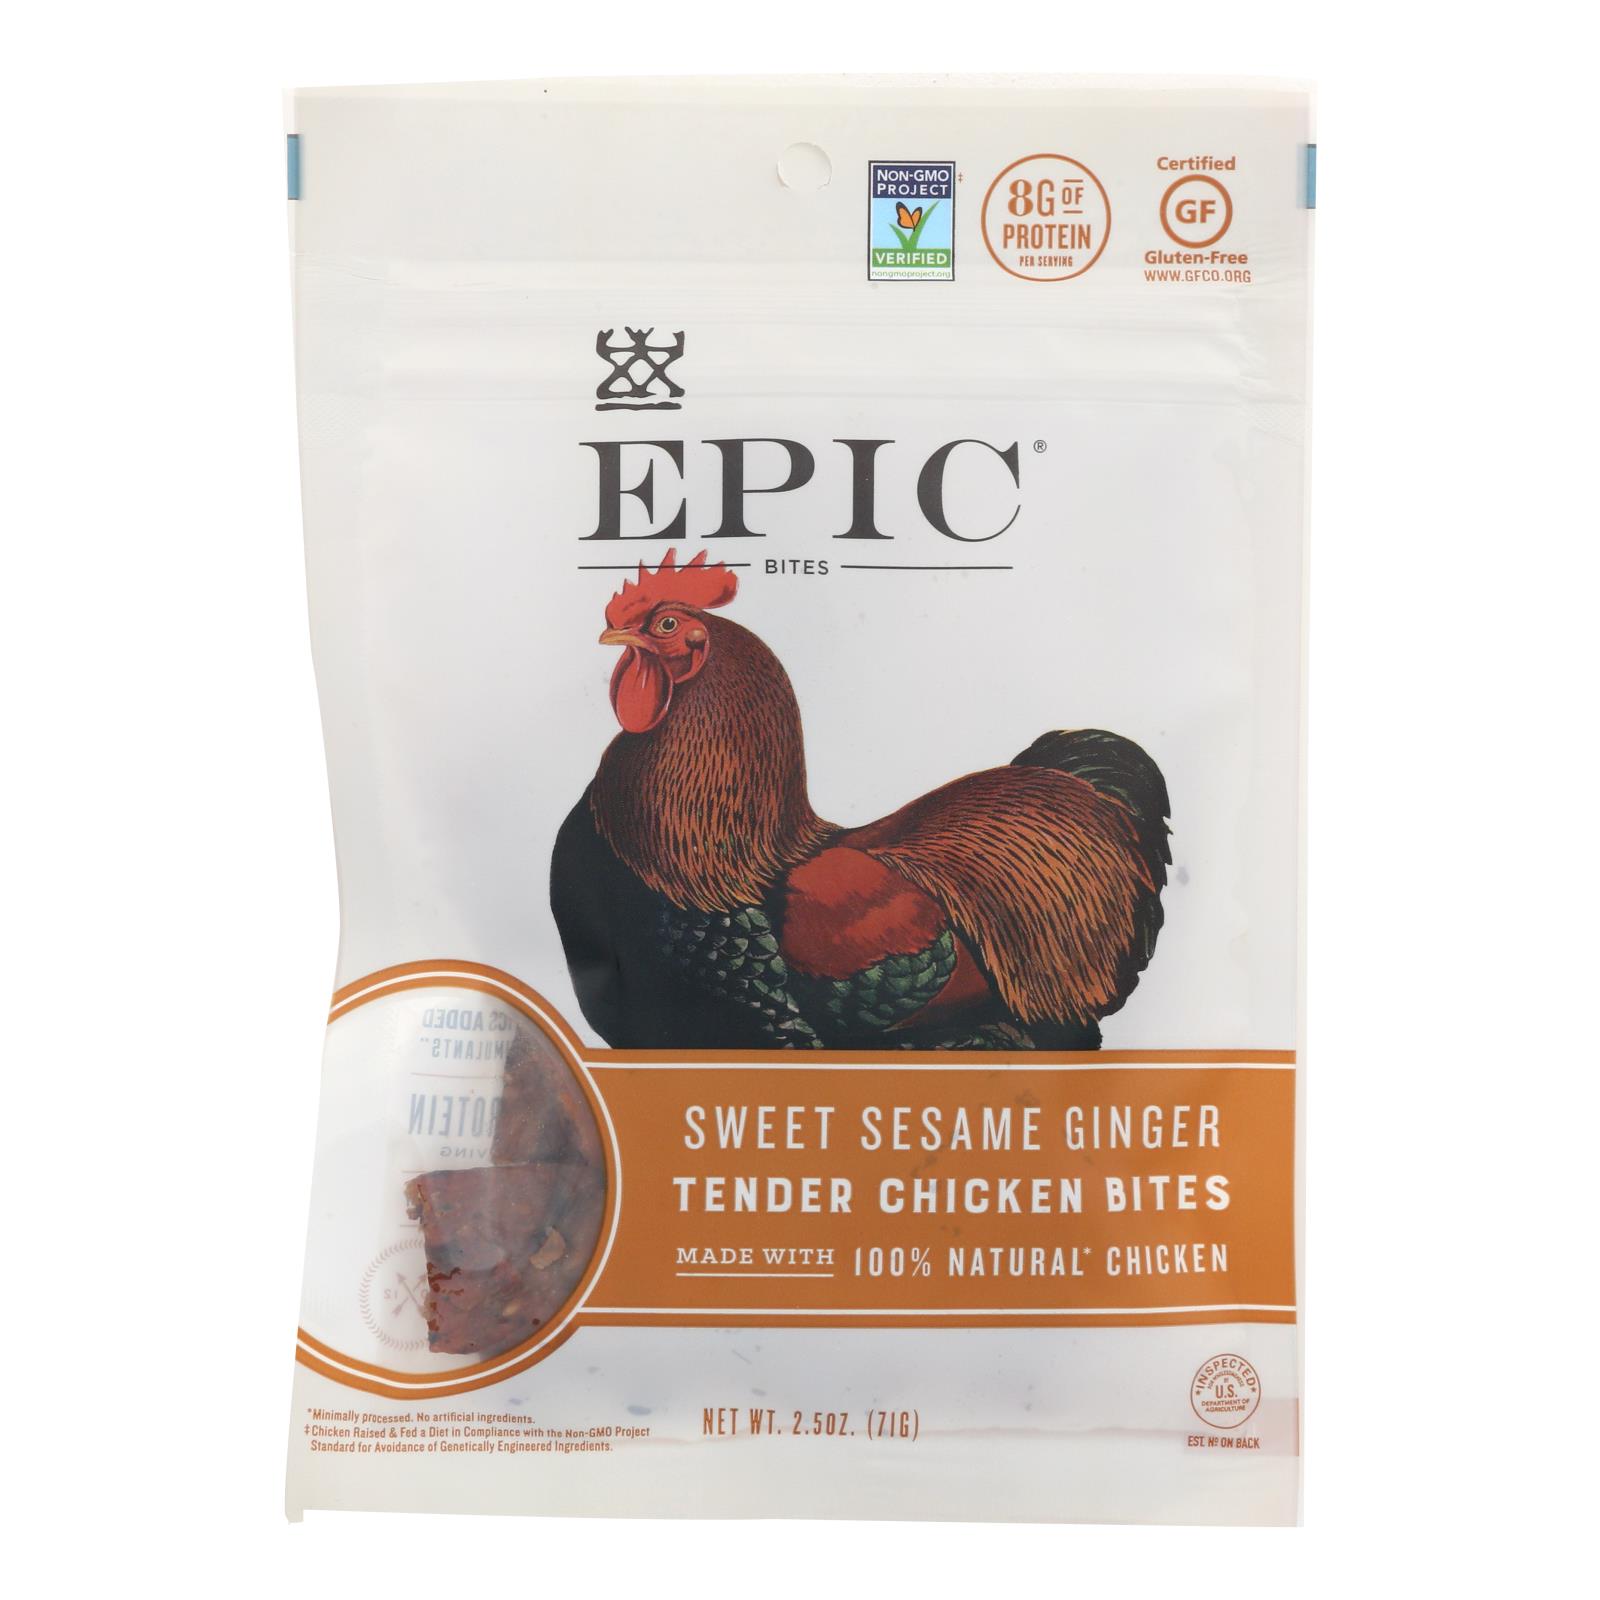 NON-GMO
PROJECT
VERIFIED
nongmoproject.org
‡
8G OF
PROTEIN
PER SERVING
Certified
GF
Gluten-Free
WWW.GFCO.ORG
EPIC®
BITES
SWEET SESAME GINGER
TENDER CHICKEN BITES
MADE WITH 100% NATURAL* CHICKEN
*Minimally processed. No artificial ingredients.
‡Chicken Raised & Fed a Diet in Compliance with the Non-GMO Project
Standard for Avoidance of Genetically Engineered Ingredients.
NET WT. 2.5OZ. (71G)
INSPECTED
FOR WHOLESOMENESS
BY
U.S.
DEPARTMENT OF
AGRICULTURE
EST. Nº ON BACK